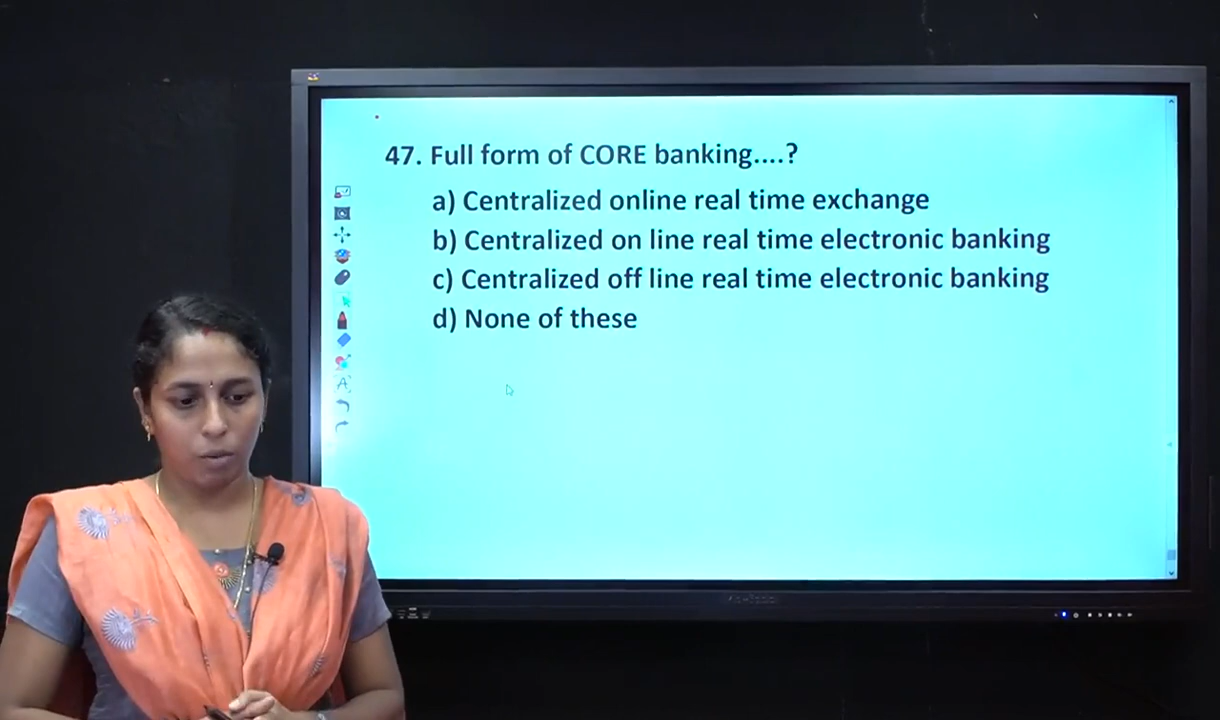 47. Full form of CORE banking....?
a) Centralized online real time exchange
b) Centralized on line real time electronic banking
c) Centralized off line real time electronic banking
d) None of these